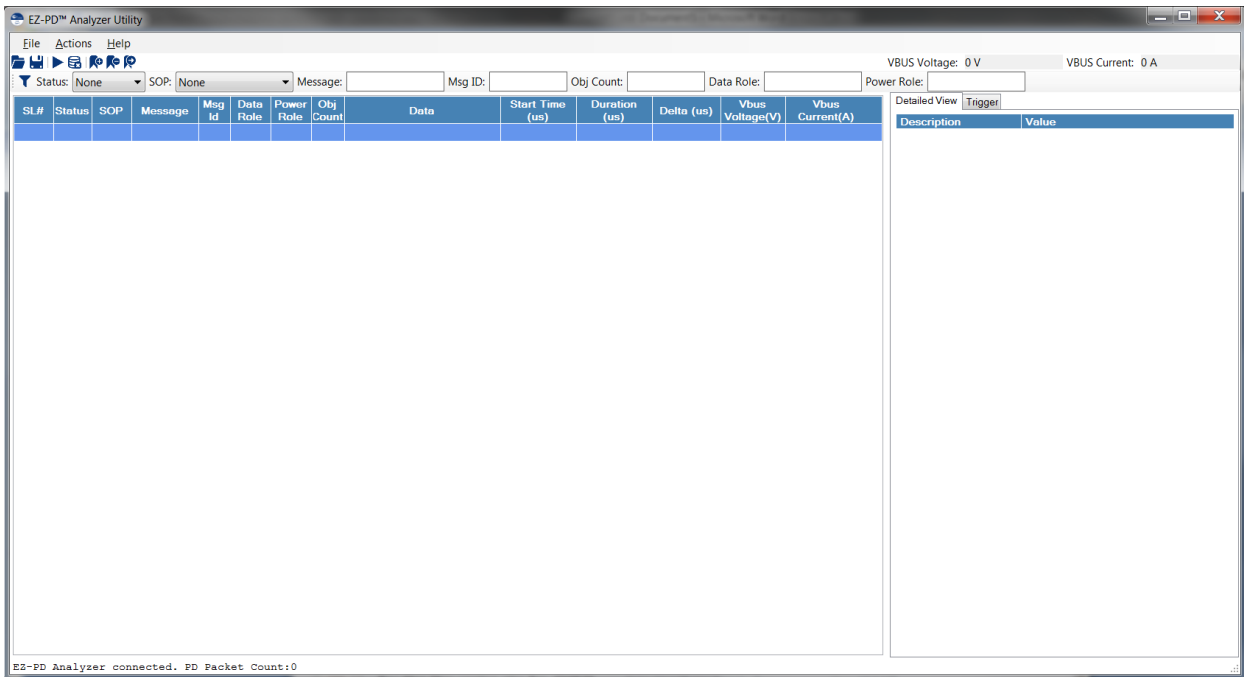 EZ-PD™ Analyzer Utility
File Actions Help
VBUS Voltage: 0 V VBUS Current: 0 A
Status: None SOP: None Message: Msg ID: Obj Count: Data Role: Power Role:
SL# Status SOP Message Msg Id Data Role Power Role Obj Count Data Start Time (us) Duration (us) Delta (us) Vbus Voltage(V) Vbus Current(A)
Detailed View Trigger
Description Value
EZ-PD Analyzer connected. PD Packet Count:0